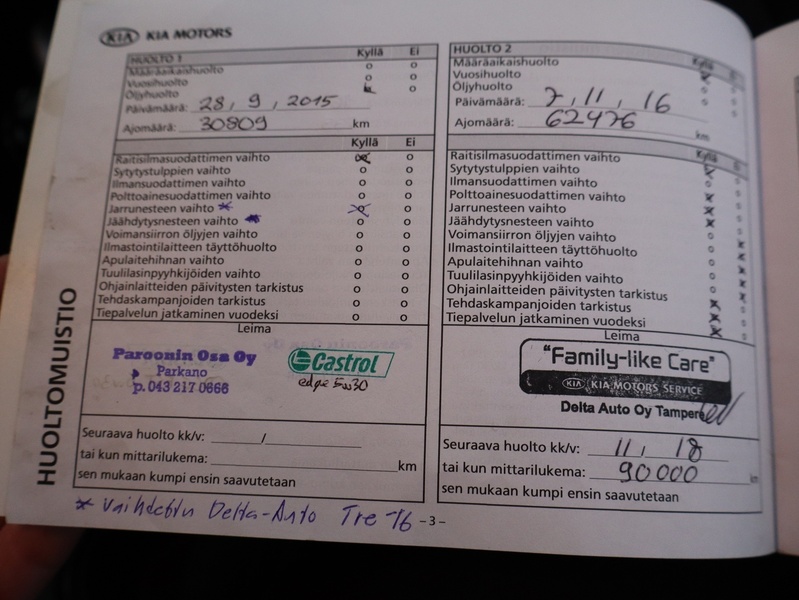 KIA KIA MOTORS
HUOLTO 1 Kyllä Ei
Määräaikaishuolto o o
Vuosihuolto o o
Öljyhuolto o
Päivämäärä: 28, 9, 2015
Ajomäärä: 30809 km
Kyllä Ei
Raitisilmasuodattimen vaihto x o
Sytytystulppien vaihto o o
Ilmansuodattimen vaihto o o
Polttoainesuodattimen vaihto o o
Jarrunesteen vaihto * x o
Jäähdytysnesteen vaihto o o
Voimansiirron öljyjen vaihto o o
Ilmastointilaitteen täyttöhuolto o o
Apulaitehihnan vaihto o o
Tuulilasinpyyhkijöiden vaihto o o
Ohjainlaitteiden päivitysten tarkistus o o
Tehdaskampanjoiden tarkistus o o
Tiepalvelun jatkaminen vuodeksi o o
Leima
Paroonin Osa Oy
Parkano
p. 043 217 0666
Castrol
edge 5w30
Seuraava huolto kk/v: /
tai kun mittarilukema: km
sen mukaan kumpi ensin saavutetaan
HUOLTO 2
Kyllä Ei
Määräaikaishuolto
Vuosihuolto
Öljyhuolto
Päivämäärä: 7, 11, 16
Ajomäärä: 62476 km
Kyllä Ei
Raitisilmasuodattimen vaihto
Sytytystulppien vaihto
Ilmansuodattimen vaihto
Polttoainesuodattimen vaihto
Jarrunesteen vaihto
Jäähdytysnesteen vaihto
Voimansiirron öljyjen vaihto
Ilmastointilaitteen täyttöhuolto
Apulaitehihnan vaihto
Tuulilasinpyyhkijöiden vaihto
Ohjainlaitteiden päivitysten tarkistus
Tehdaskampanjoiden tarkistus
Tiepalvelun jatkaminen vuodeksi
Leima
"Family-like Care"
KIA KIA MOTORS SERVICE
Delta Auto Oy Tampere
Seuraava huolto kk/v: 11, 18
tai kun mittarilukema: 90000 km
sen mukaan kumpi ensin saavutetaan
HUOLTOMUISTIO
* vaihdettu Delta-Auto Tre -16
-3-